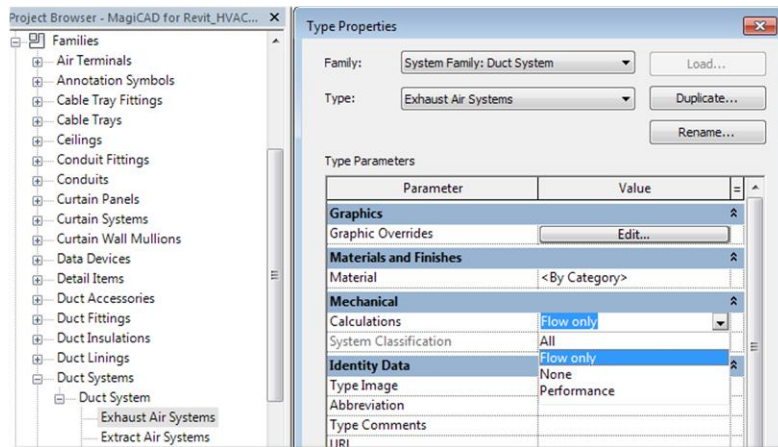 Project Browser - MagiCAD for Revit_HVAC...
Families
Air Terminals
Annotation Symbols
Cable Tray Fittings
Cable Trays
Ceilings
Conduit Fittings
Conduits
Curtain Panels
Curtain Systems
Curtain Wall Mullions
Data Devices
Detail Items
Duct Accessories
Duct Fittings
Duct Insulations
Duct Linings
Duct Systems
Duct System
Exhaust Air Systems
Extract Air Systems
Type Properties
Family: System Family: Duct System Load...
Type: Exhaust Air Systems Duplicate...
Rename...
Type Parameters
Parameter Value =
Graphics
Graphic Overrides Edit...
Materials and Finishes
Material <By Category>
Mechanical
Calculations Flow only
System Classification All
Flow only
Identity Data
None
Type Image
Performance
Abbreviation
Type Comments
URL